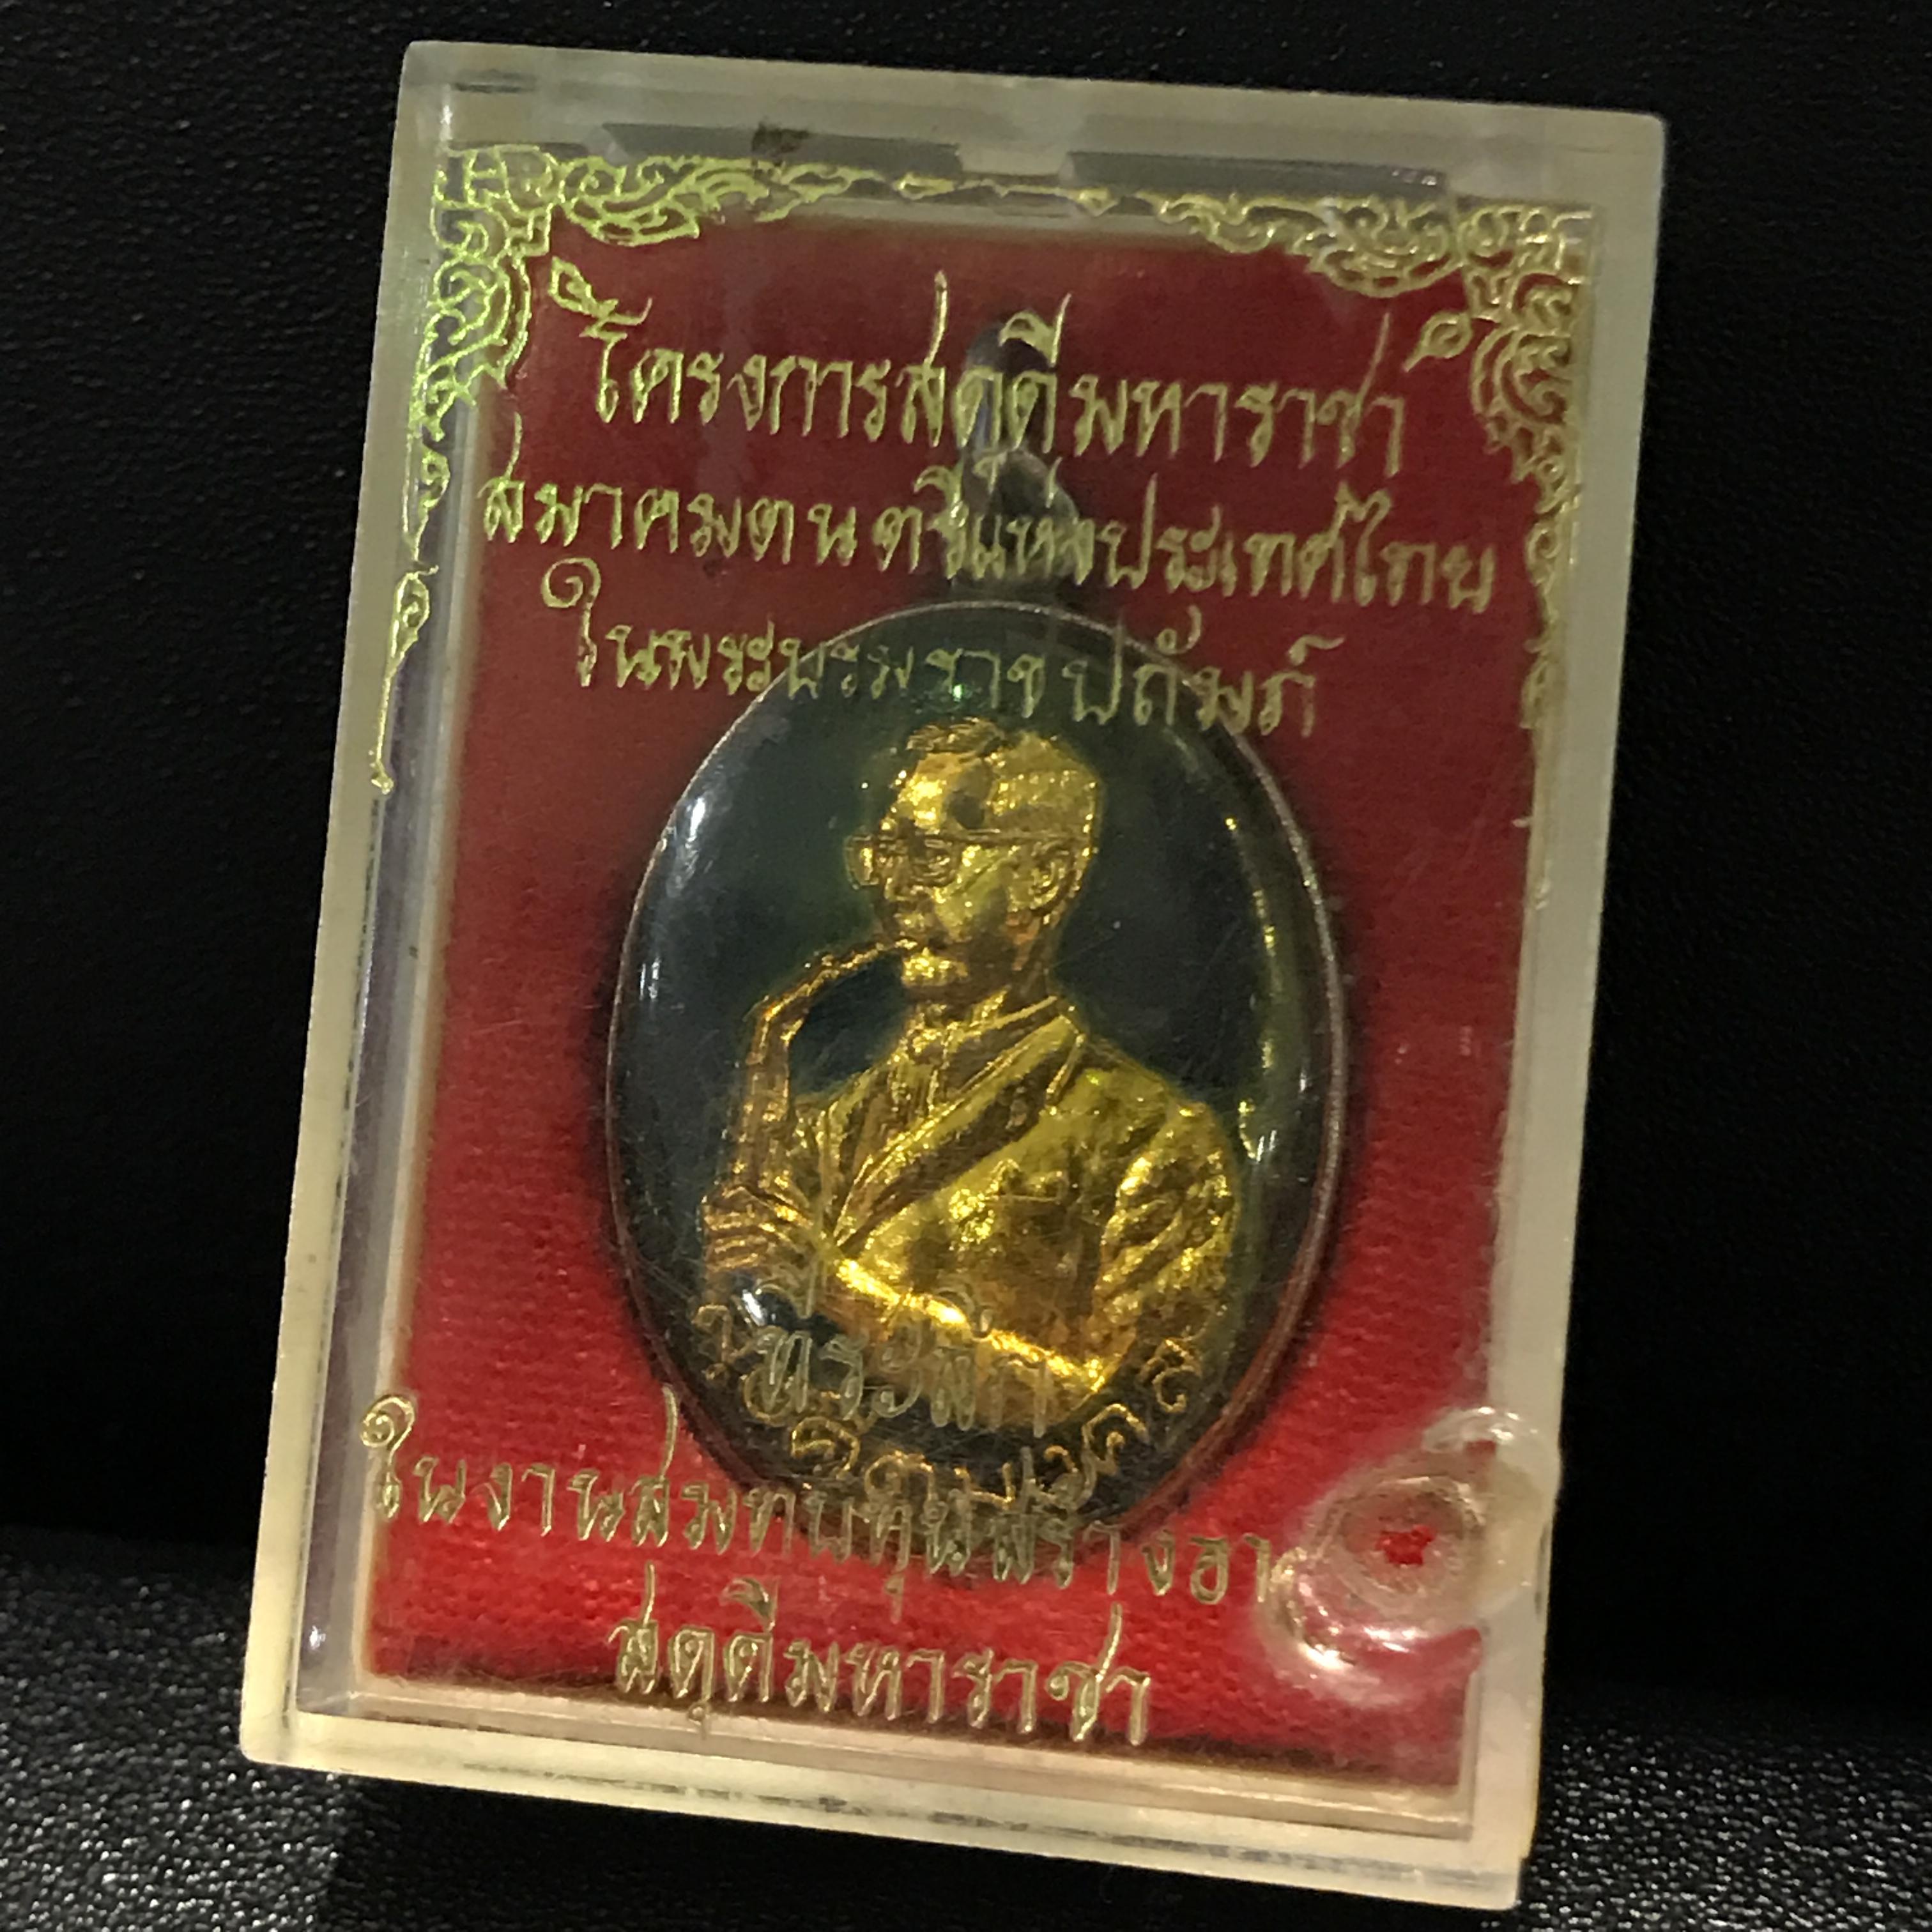 โครงการสดุดีมหาราชา
สมาคมดนตรีแห่งประเทศไทย
ในพระบรมราชูปถัมภ์
ที่ระลึก
ในงานสมทบทุนสร้าง
สดุดีมหาราชา